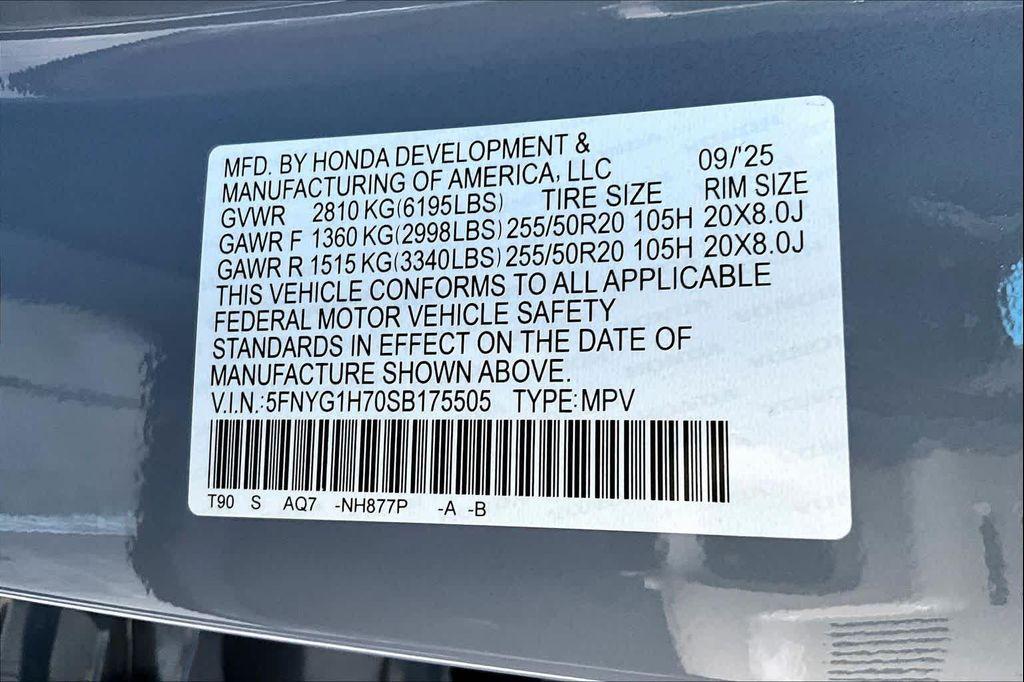 MFD. BY HONDA DEVELOPMENT &
MANUFACTURING OF AMERICA, LLC 09/'25
GVWR 2810 KG(6195LBS) TIRE SIZE RIM SIZE
GAWR F 1360 KG(2998LBS) 255/50R20 105H 20X8.0J
GAWR R 1515 KG(3340LBS) 255/50R20 105H 20X8.0J
THIS VEHICLE CONFORMS TO ALL APPLICABLE
FEDERAL MOTOR VEHICLE SAFETY
STANDARDS IN EFFECT ON THE DATE OF
MANUFACTURE SHOWN ABOVE.
V.I.N.:5FNYG1H70SB175505 TYPE:MPV
T90 S AQ7 -NH877P -A -B